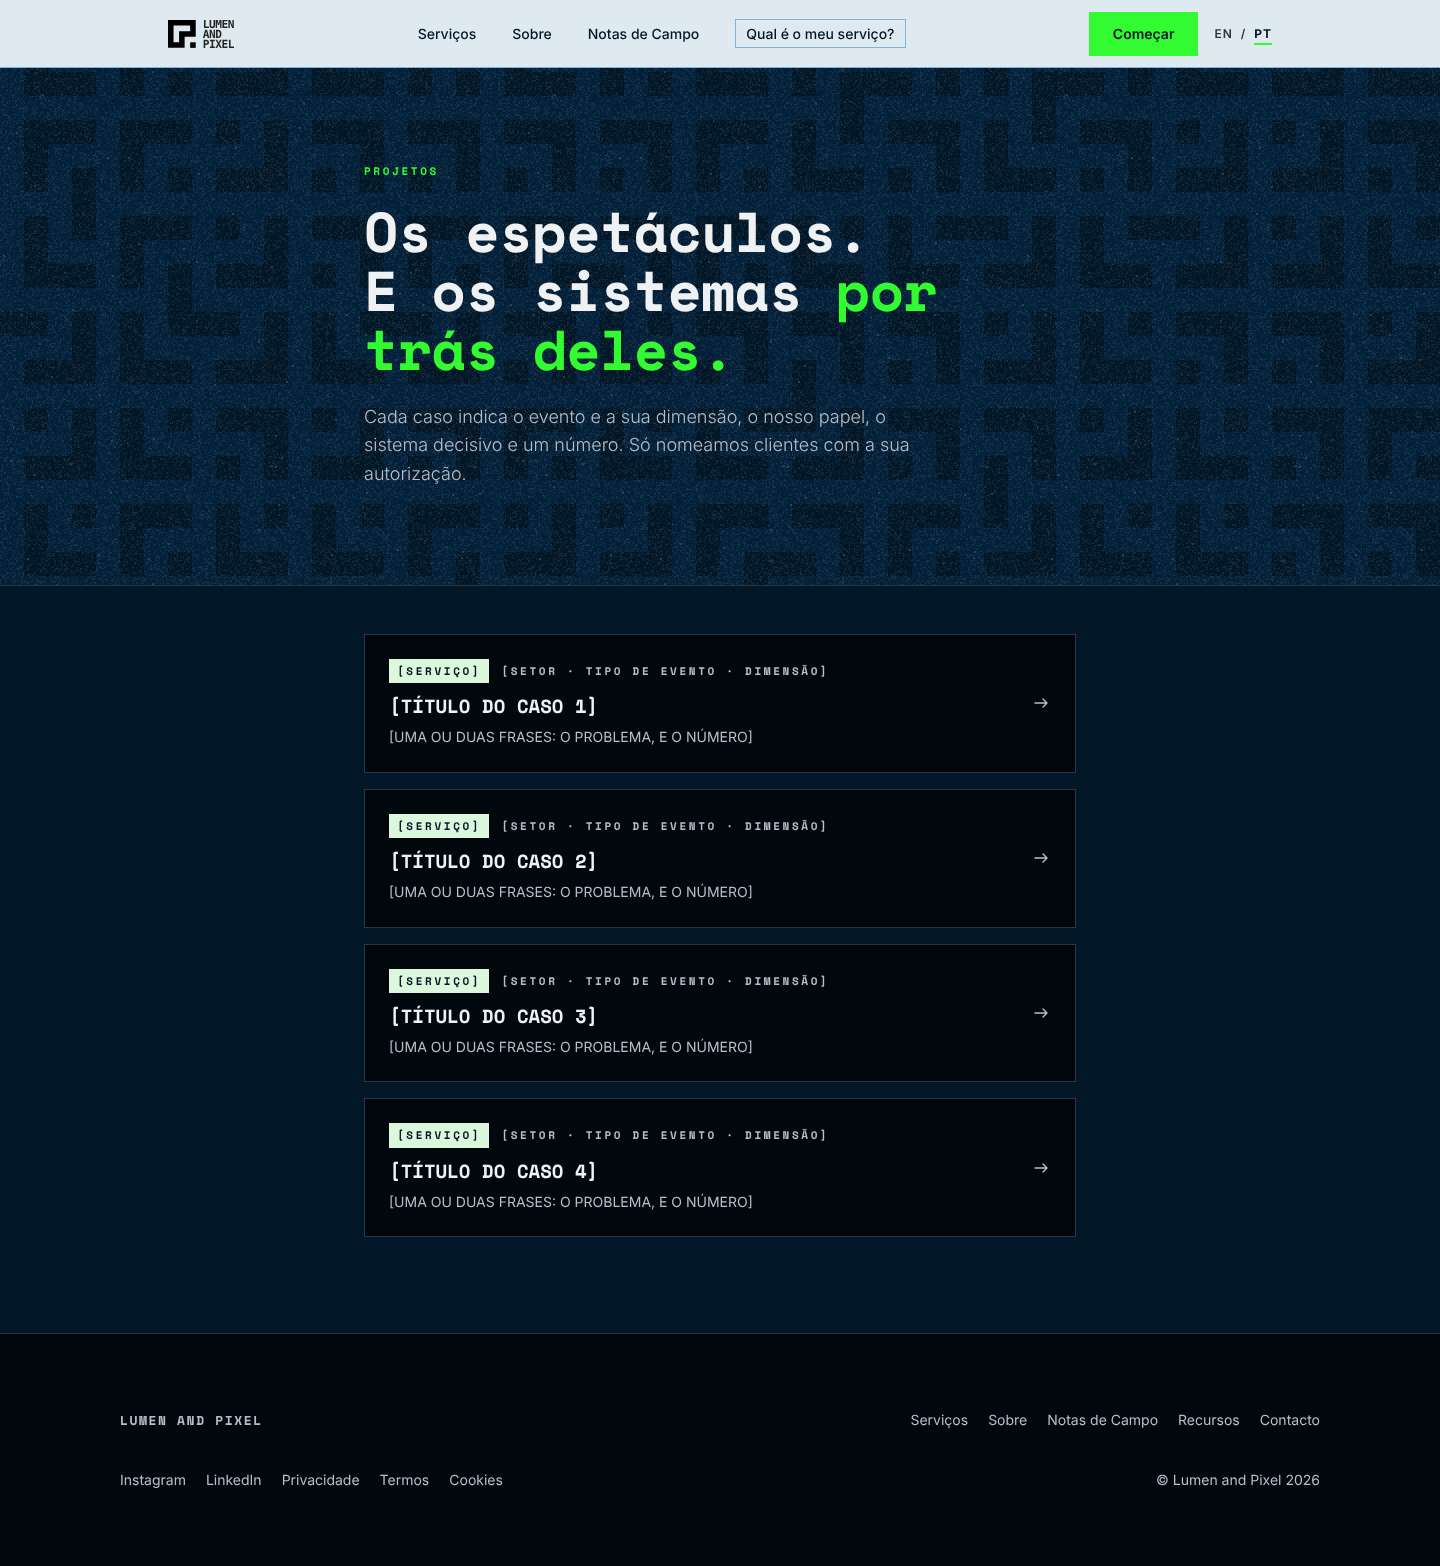 LUMEN
AND
PIXEL
Serviços
Sobre
Notas de Campo
Qual é o meu serviço?
Começar
EN / PT
PROJETOS
Os espetáculos.
E os sistemas por
trás deles.
Cada caso indica o evento e a sua dimensão, o nosso papel, o
sistema decisivo e um número. Só nomeamos clientes com a sua
autorização.
[SERVIÇO] [SETOR · TIPO DE EVENTO · DIMENSÃO]
[TÍTULO DO CASO 1]
→
[UMA OU DUAS FRASES: O PROBLEMA, E O NÚMERO]
[SERVIÇO] [SETOR · TIPO DE EVENTO · DIMENSÃO]
[TÍTULO DO CASO 2]
→
[UMA OU DUAS FRASES: O PROBLEMA, E O NÚMERO]
[SERVIÇO] [SETOR · TIPO DE EVENTO · DIMENSÃO]
[TÍTULO DO CASO 3]
→
[UMA OU DUAS FRASES: O PROBLEMA, E O NÚMERO]
[SERVIÇO] [SETOR · TIPO DE EVENTO · DIMENSÃO]
[TÍTULO DO CASO 4]
→
[UMA OU DUAS FRASES: O PROBLEMA, E O NÚMERO]
LUMEN AND PIXEL
Serviços Sobre Notas de Campo Recursos Contacto
Instagram LinkedIn Privacidade Termos Cookies
© Lumen and Pixel 2026